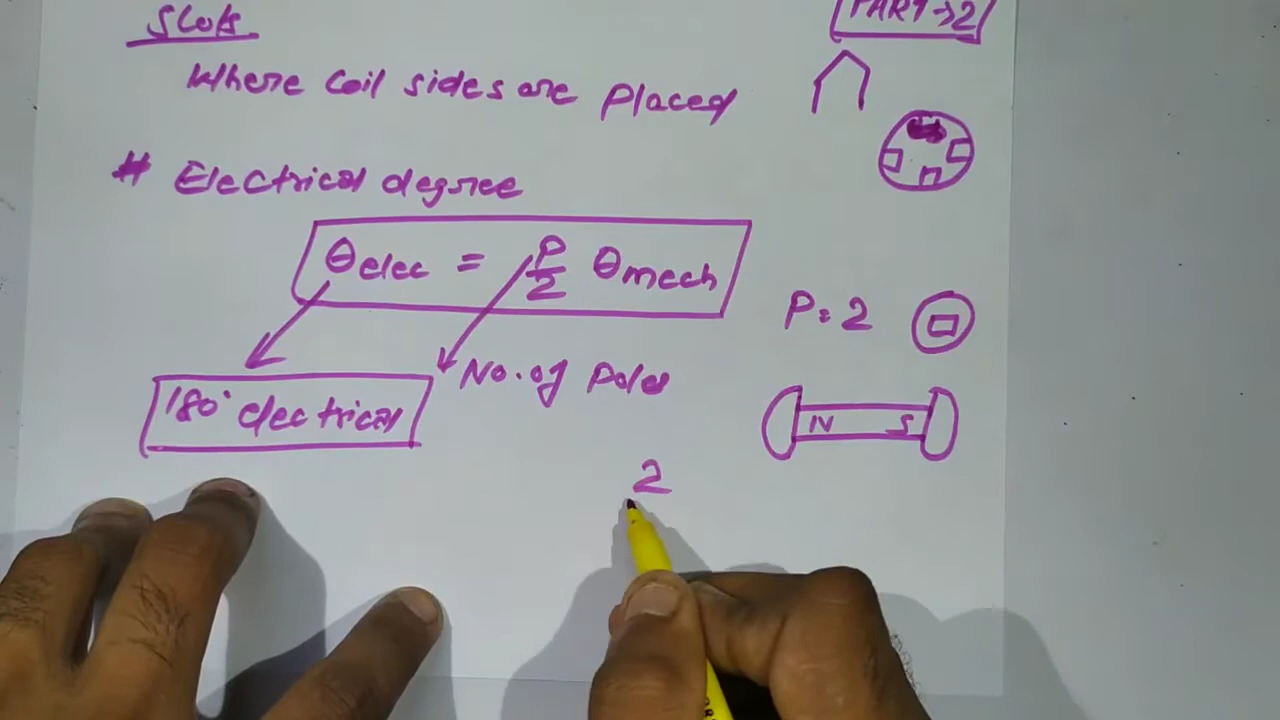 Slots
PART→2
Where coil sides are placed
# Electrical degree
θelec = P/2 θmech
P=2
No. of Poles
180° electrical
N S
2